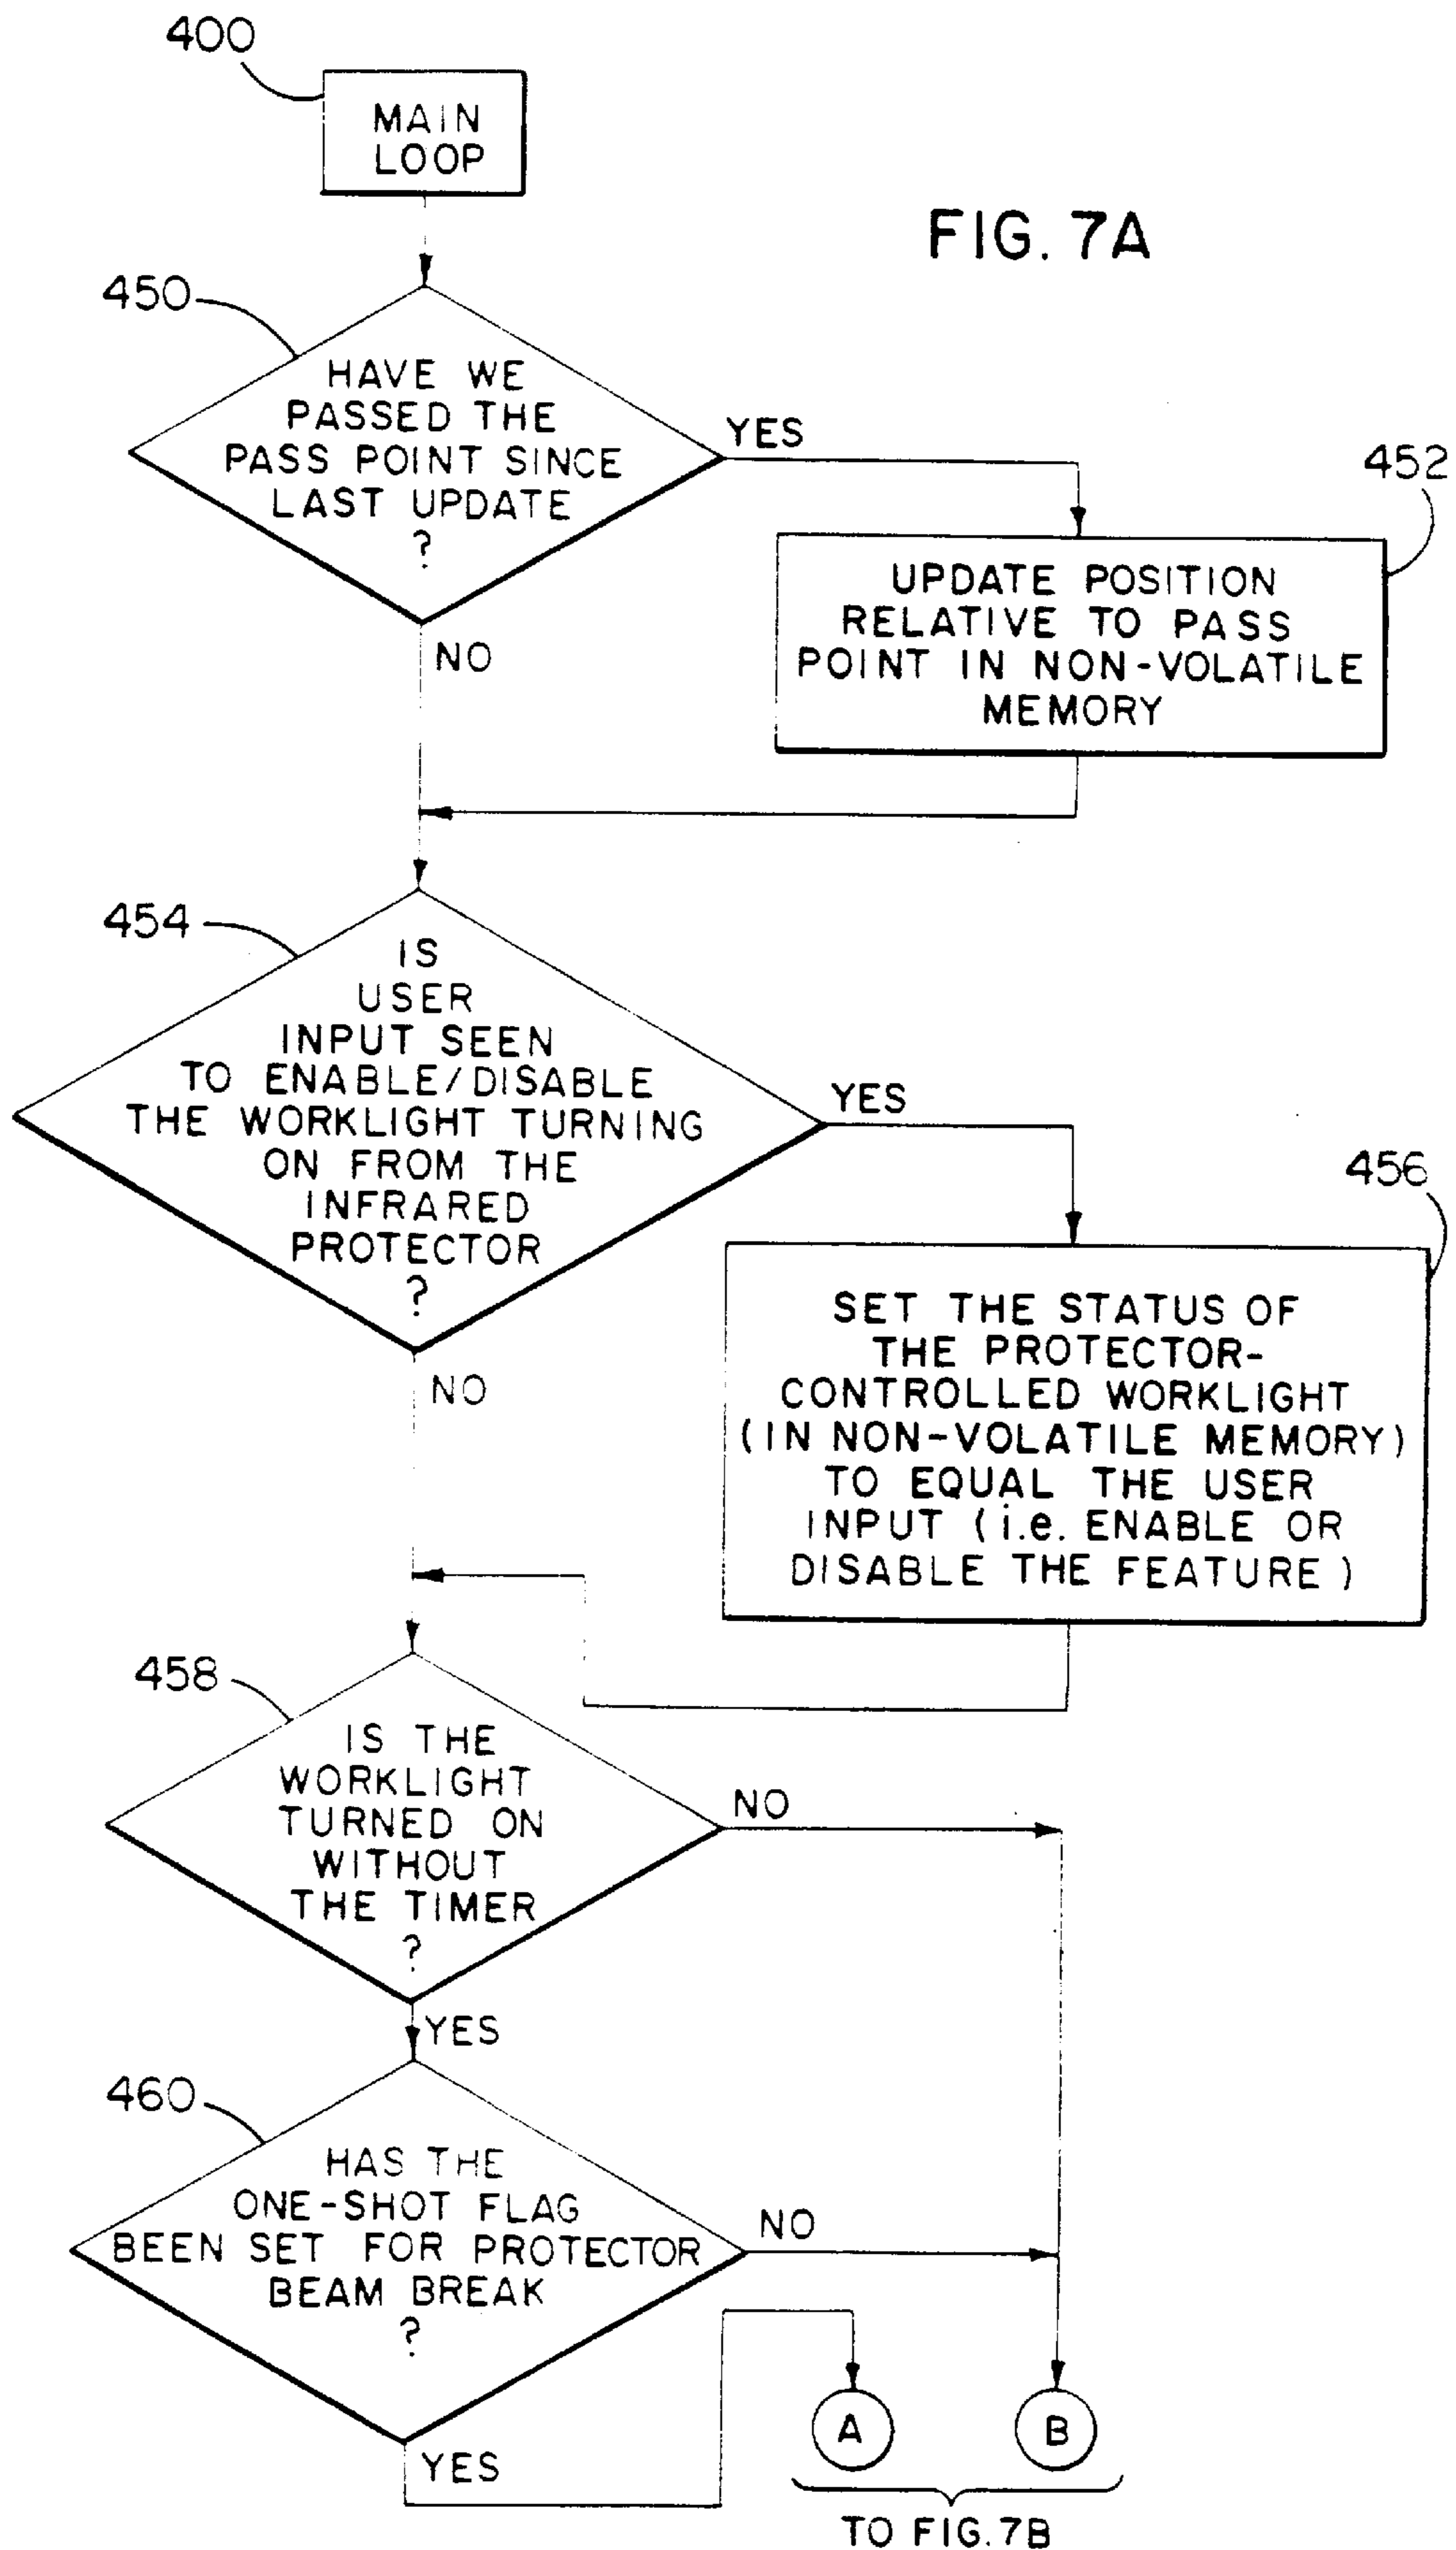 400
MAIN
LOOP
FIG. 7A
450
HAVE WE
PASSED THE
PASS POINT SINCE
LAST UPDATE
?
YES
NO
452
UPDATE POSITION
RELATIVE TO PASS
POINT IN NON-VOLATILE
MEMORY
454
IS
USER
INPUT SEEN
TO ENABLE/DISABLE
THE WORKLIGHT TURNING
ON FROM THE
INFRARED
PROTECTOR
?
YES
NO
456
SET THE STATUS OF
THE PROTECTOR-
CONTROLLED WORKLIGHT
(IN NON-VOLATILE MEMORY)
TO EQUAL THE USER
INPUT (i.e. ENABLE OR
DISABLE THE FEATURE)
458
IS THE
WORKLIGHT
TURNED ON
WITHOUT
THE TIMER
?
NO
YES
460
HAS THE
ONE-SHOT FLAG
BEEN SET FOR PROTECTOR
BEAM BREAK
?
NO
YES
A
B
TO FIG. 7B